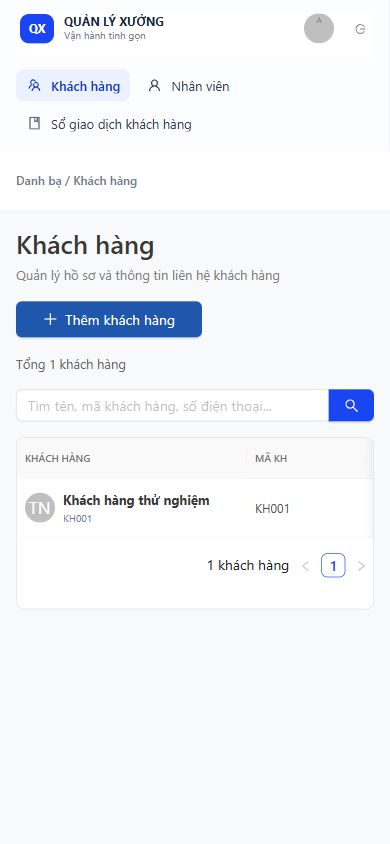 QX
QUẢN LÝ XƯỞNG
Vận hành tinh gọn
A
Khách hàng
Nhân viên
Sổ giao dịch khách hàng
Danh bạ / Khách hàng
Khách hàng
Quản lý hồ sơ và thông tin liên hệ khách hàng
Thêm khách hàng
Tổng 1 khách hàng
Tìm tên, mã khách hàng, số điện thoại...
KHÁCH HÀNG MÃ KH
TN Khách hàng thử nghiệm KH001
KH001
1 khách hàng 1